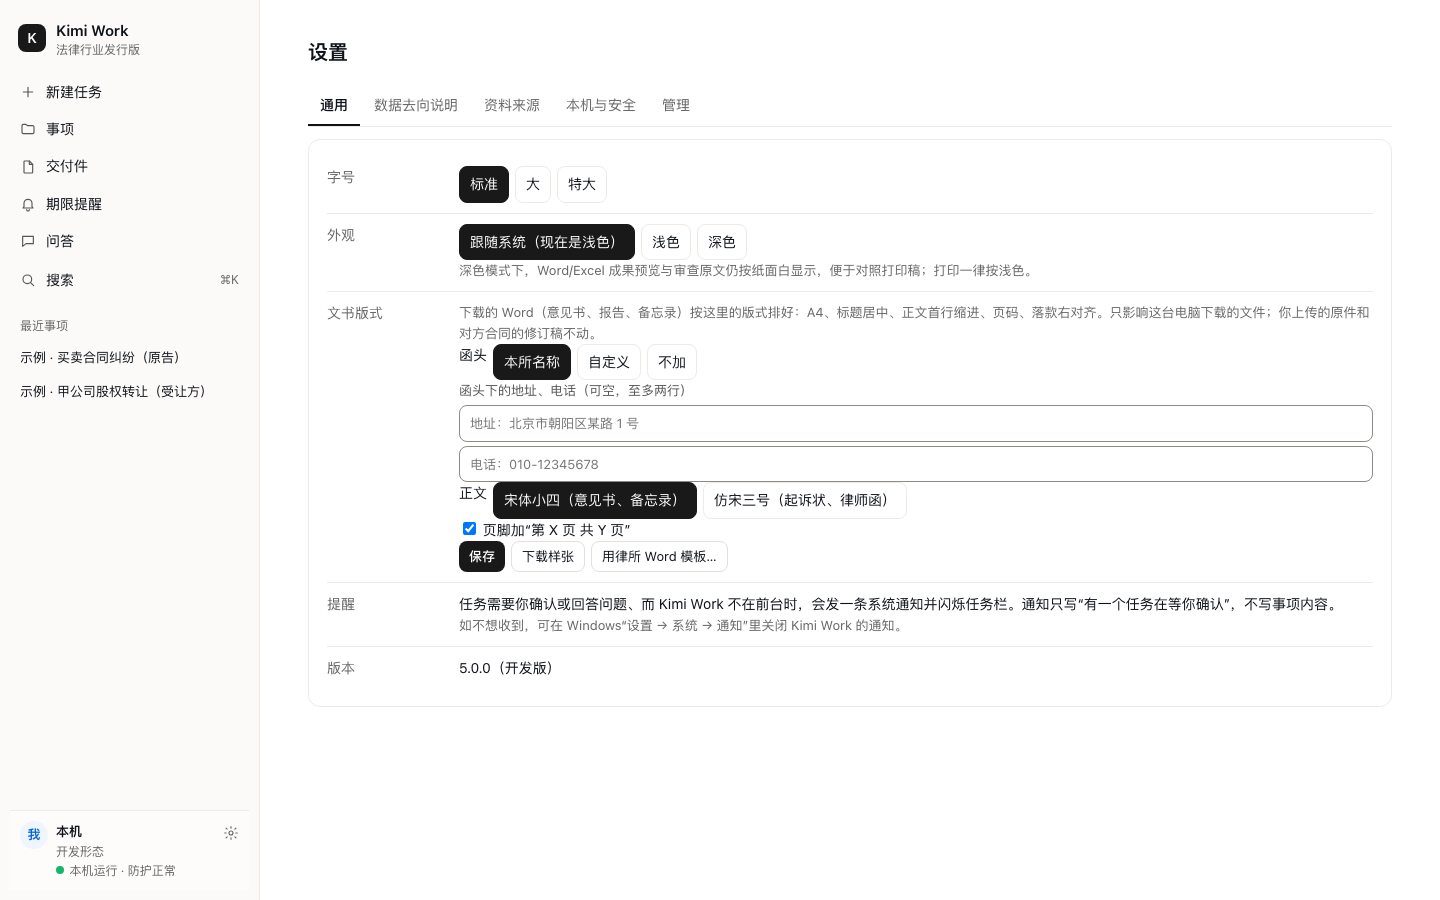 K
Kimi Work
法律行业发行版
新建任务
事项
交付件
期限提醒
问答
搜索 ⌘K
最近事项
示例 · 买卖合同纠纷（原告）
示例 · 甲公司股权转让（受让方）
我 本机
开发形态
本机运行 · 防护正常
设置
通用 数据去向说明 资料来源 本机与安全 管理
字号 标准 大 特大
外观 跟随系统（现在是浅色） 浅色 深色
深色模式下，Word/Excel 成果预览与审查原文仍按纸面白显示，便于对照打印稿；打印一律按浅色。
文书版式 下载的 Word（意见书、报告、备忘录）按这里的版式排好：A4、标题居中、正文首行缩进、页码、落款右对齐。只影响这台电脑下载的文件；你上传的原件和
对方合同的修订稿不动。
函头 本所名称 自定义 不加
函头下的地址、电话（可空，至多两行）
地址：北京市朝阳区某路 1 号
电话：010-12345678
正文 宋体小四（意见书、备忘录） 仿宋三号（起诉状、律师函）
页脚加“第 X 页 共 Y 页”
保存 下载样张 用律所 Word 模板…
提醒 任务需要你确认或回答问题、而 Kimi Work 不在前台时，会发一条系统通知并闪烁任务栏。通知只写“有一个任务在等你确认”，不写事项内容。
如不想收到，可在 Windows“设置 → 系统 → 通知”里关闭 Kimi Work 的通知。
版本 5.0.0（开发版）